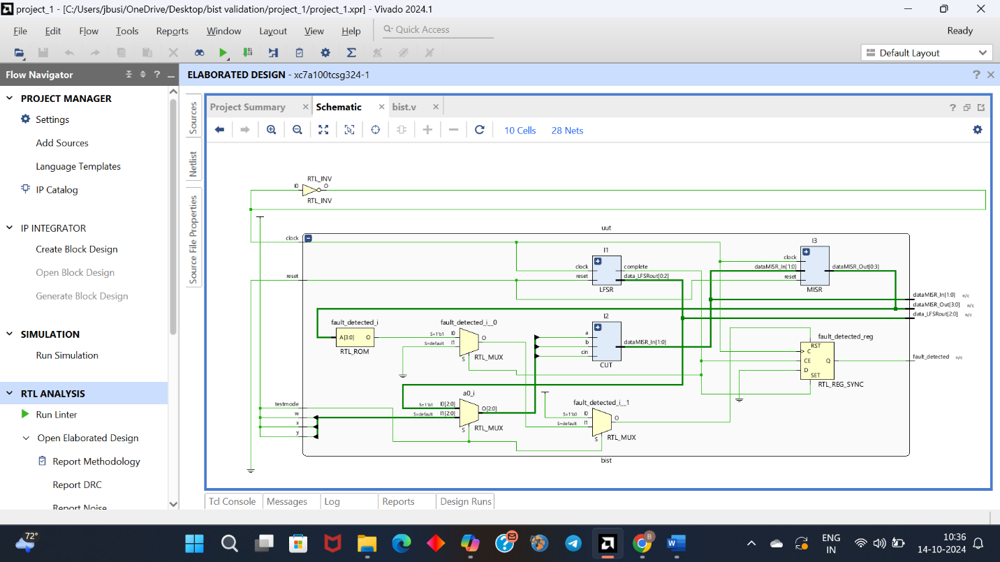 project_1 - [C:/Users/jbusi/OneDrive/Desktop/bist validation/project_1/project_1.xpr] - Vivado 2024.1
File Edit Flow Tools Reports Window Layout View Help Quick Access Ready
Default Layout
Flow Navigator
ELABORATED DESIGN - xc7a100tcsg324-1
PROJECT MANAGER
Settings
Add Sources
Language Templates
IP Catalog
IP INTEGRATOR
Create Block Design
Open Block Design
Generate Block Design
SIMULATION
Run Simulation
RTL ANALYSIS
Run Linter
Open Elaborated Design
Report Methodology
Report DRC
Report Noise
Sources
Netlist
Source File Properties
Project Summary Schematic bist.v
10 Cells 28 Nets
RTL_INV
I0 O
RTL_INV
uut
clock
I1
clock complete
reset data_LFSRout[0:2]
LFSR
I3
clock
dataMISR_In[1:0] dataMISR_Out[0:3]
reset
MISR
reset
dataMISR_In[1:0] n/c
dataMISR_Out[3:0] n/c
data_LFSRout[2:0] n/c
fault_detected_i
A[3:0] O
RTL_ROM
fault_detected_i__0
S=1'b1 I0 O
S=default I1
S RTL_MUX
I2
a
b dataMISR_In[1:0]
cin
CUT
fault_detected_reg
RST
C
CE Q
D
SET
RTL_REG_SYNC
fault_detected n/c
testmode
w
x
y
a0_i
S=1'b1 I0[2:0] O[2:0]
S=default I1[2:0]
S RTL_MUX
fault_detected_i__1
S=1'b0 I0 O
S=default I1
S RTL_MUX
bist
Tcl Console Messages Log Reports Design Runs
72°
ENG
IN
10:36
14-10-2024